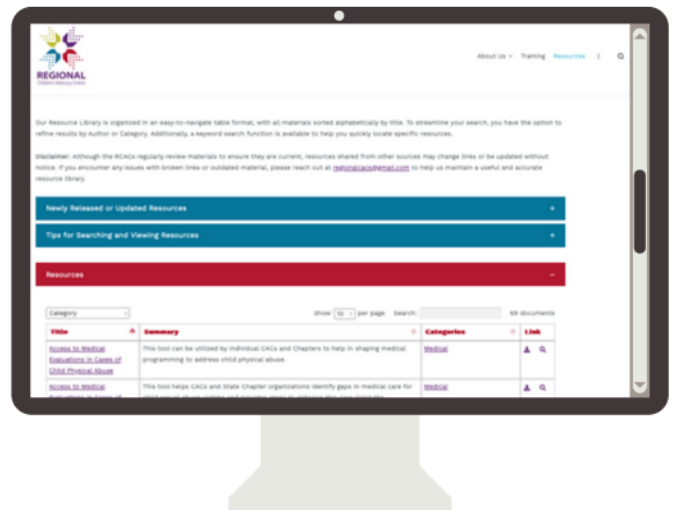 REGIONAL
About Us
Training
Resources
Our Resource Library is organized in an easy-to-navigate table format, with all materials sorted alphabetically by title. To streamline your search, you have the option to
refine results by Author or Category. Additionally, a keyword search function is available to help you quickly locate specific resources.
Disclaimer: Although the RCACs regularly review materials to ensure they are current, resources shared from other sources may change links or be updated without
notice. If you encounter any issues with broken links or outdated material, please reach out at regionalcacs@gmail.com to help us maintain a useful and accurate
resource library.
Newly Released or Updated Resources +
Tips for Searching and Viewing Resources +
Resources –
Category
Show 10 per page Search: 68 documents
Title Summary Categories Link
Access to Medical This tool can be utilized by individual CACs and Chapters to help in shaping medical Medical
Evaluations in Cases of programming to address child physical abuse.
Child Physical Abuse
Access to Medical This tool helps CACs and State Chapter organizations identify gaps in medical care for Medical
Evaluations in Cases of